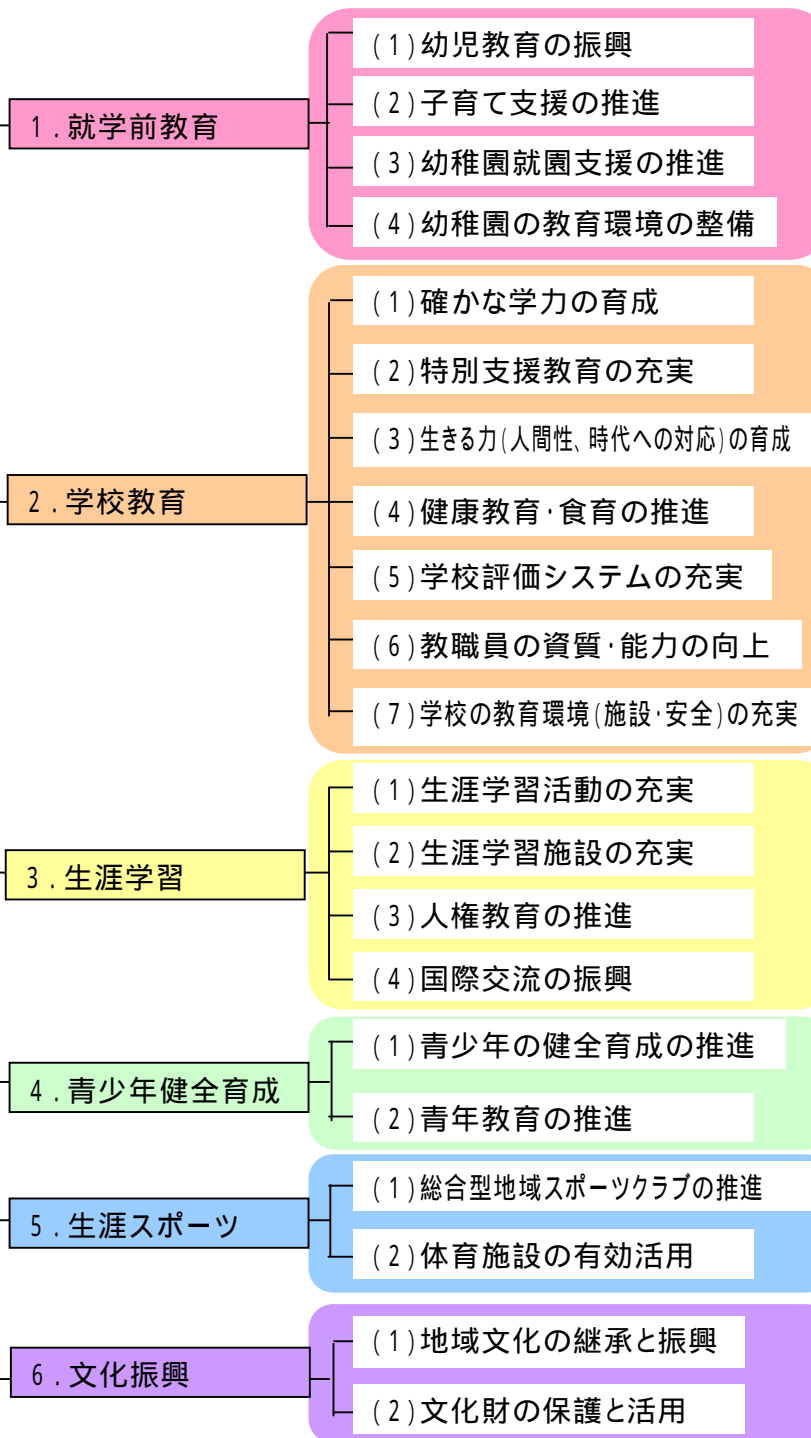 1．就学前教育
(1)幼児教育の振興
(2)子育て支援の推進
(3)幼稚園就園支援の推進
(4)幼稚園の教育環境の整備
2．学校教育
(1)確かな学力の育成
(2)特別支援教育の充実
(3)生きる力(人間性、時代への対応)の育成
(4)健康教育・食育の推進
(5)学校評価システムの充実
(6)教職員の資質・能力の向上
(7)学校の教育環境(施設・安全)の充実
3．生涯学習
(1)生涯学習活動の充実
(2)生涯学習施設の充実
(3)人権教育の推進
(4)国際交流の振興
4．青少年健全育成
(1)青少年の健全育成の推進
(2)青年教育の推進
5．生涯スポーツ
(1)総合型地域スポーツクラブの推進
(2)体育施設の有効活用
6．文化振興
(1)地域文化の継承と振興
(2)文化財の保護と活用